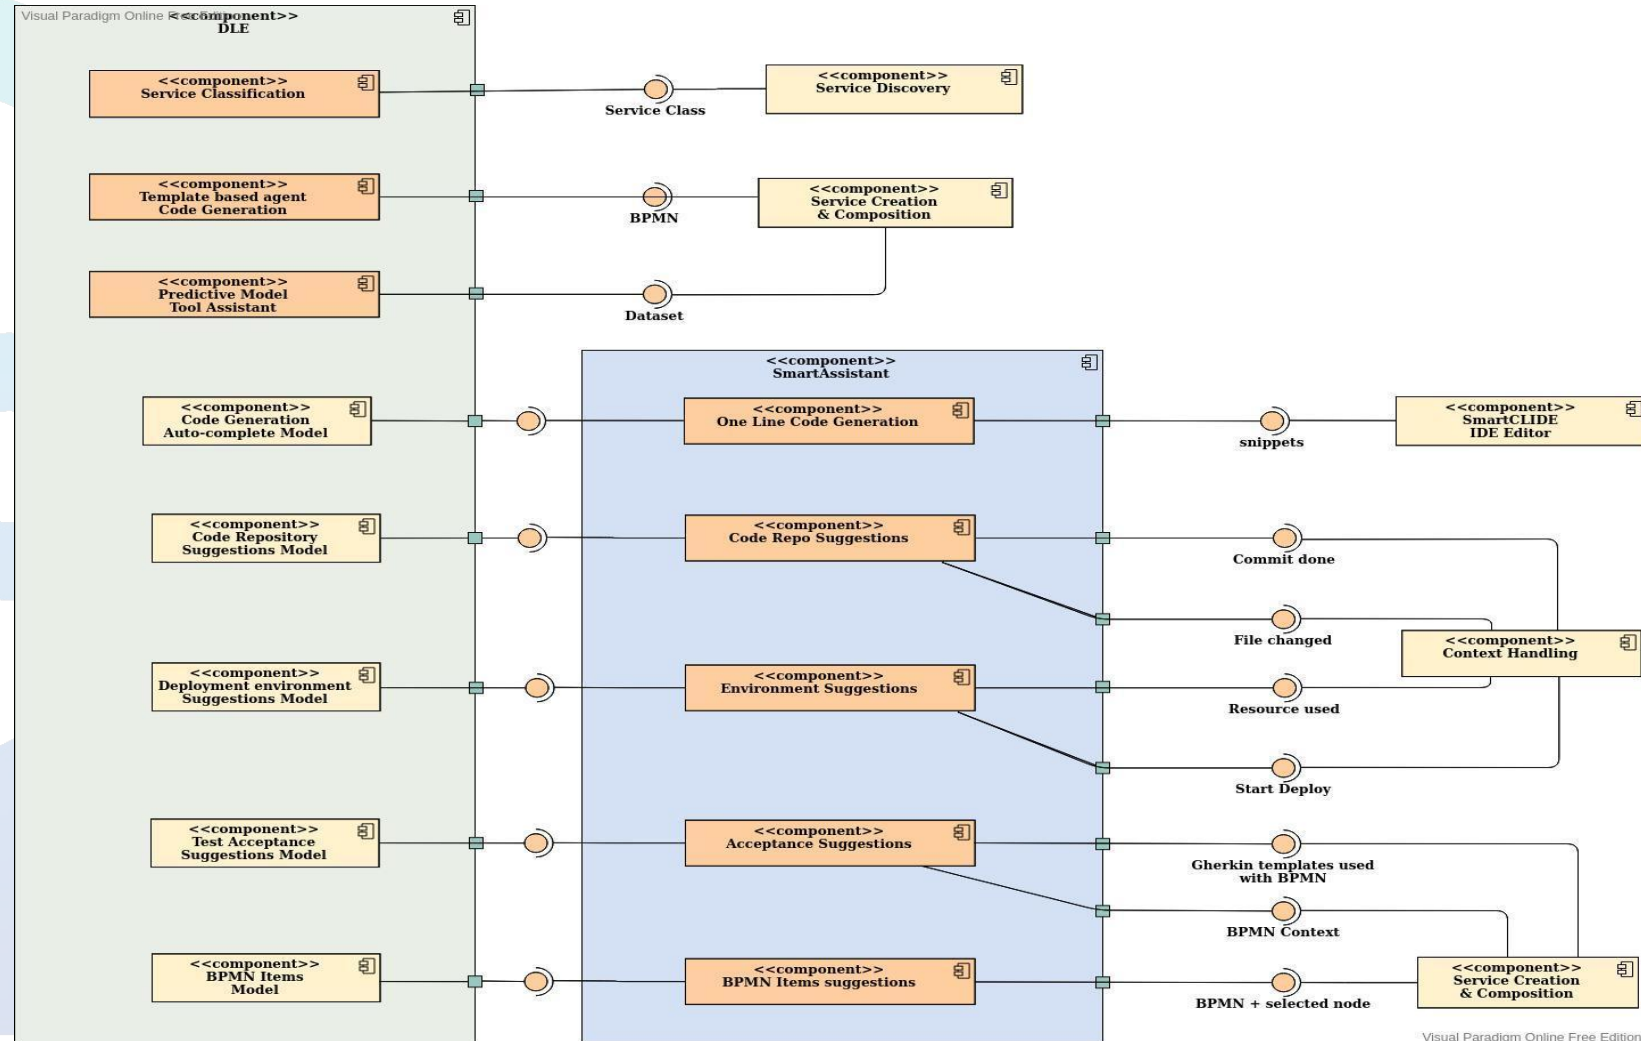 Visual Paradigm Online Free Edition
<<component>>
DLE
<<component>>
Service Classification
Service Class
<<component>>
Service Discovery
<<component>>
Template based agent
Code Generation
BPMN
<<component>>
Service Creation
& Composition
<<component>>
Predictive Model
Tool Assistant
Dataset
<<component>>
SmartAssistant
<<component>>
Code Generation
Auto-complete Model
<<component>>
One Line Code Generation
snippets
<<component>>
SmartCLIDE
IDE Editor
<<component>>
Code Repository
Suggestions Model
<<component>>
Code Repo Suggestions
Commit done
File changed
<<component>>
Context Handling
<<component>>
Deployment environment
Suggestions Model
<<component>>
Environment Suggestions
Resource used
Start Deploy
<<component>>
Test Acceptance
Suggestions Model
<<component>>
Acceptance Suggestions
Gherkin templates used
with BPMN
BPMN Context
<<component>>
BPMN Items
Model
<<component>>
BPMN Items suggestions
BPMN + selected node
<<component>>
Service Creation
& Composition
Visual Paradigm Online Free Edition